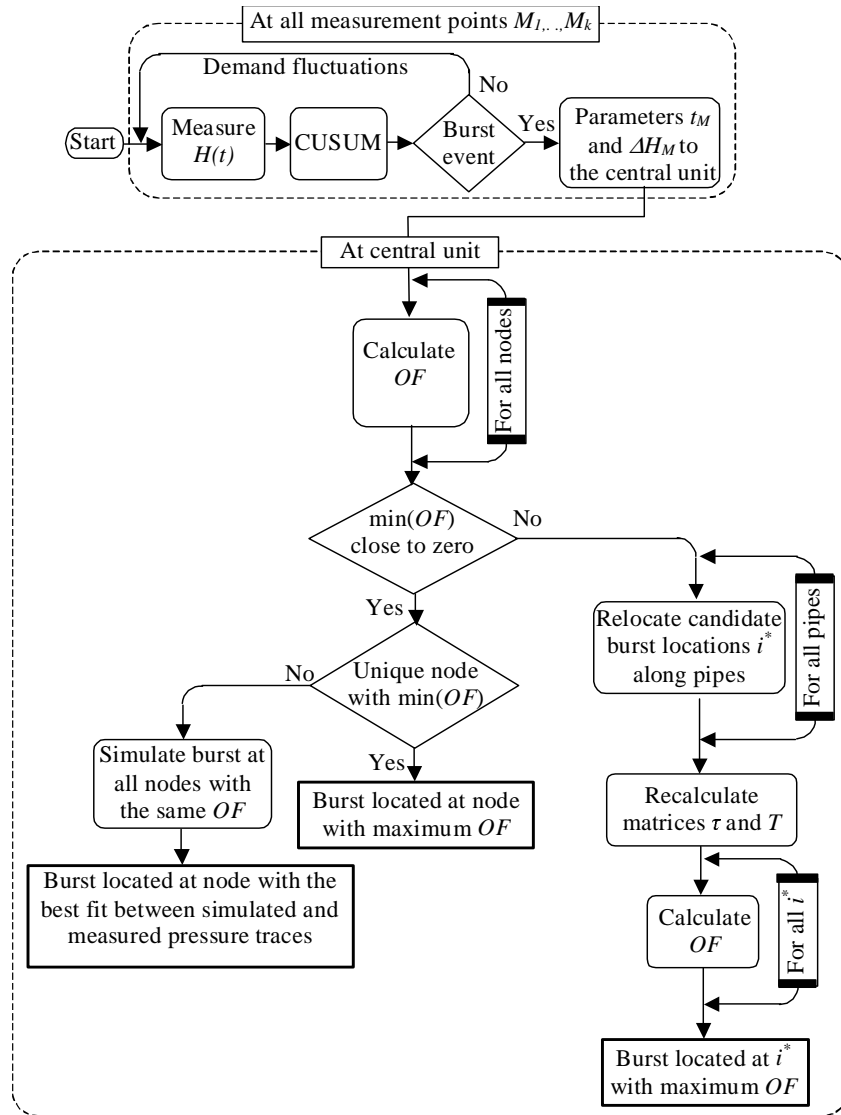 At all measurement points M1,. .,Mk
Demand fluctuations
No
Start
Measure
H(t)
CUSUM
Burst
event
Yes
Parameters tM
and ΔHM to
the central unit
At central unit
Calculate
OF
For all nodes
min(OF)
close to zero
No
Yes
Relocate candidate
burst locations i*
along pipes
For all pipes
Unique node
with min(OF)
No
Yes
Simulate burst at
all nodes with
the same OF
Burst located at node
with maximum OF
Recalculate
matrices τ and T
Burst located at node with the
best fit between simulated and
measured pressure traces
Calculate
OF
For all i*
Burst located at i*
with maximum OF